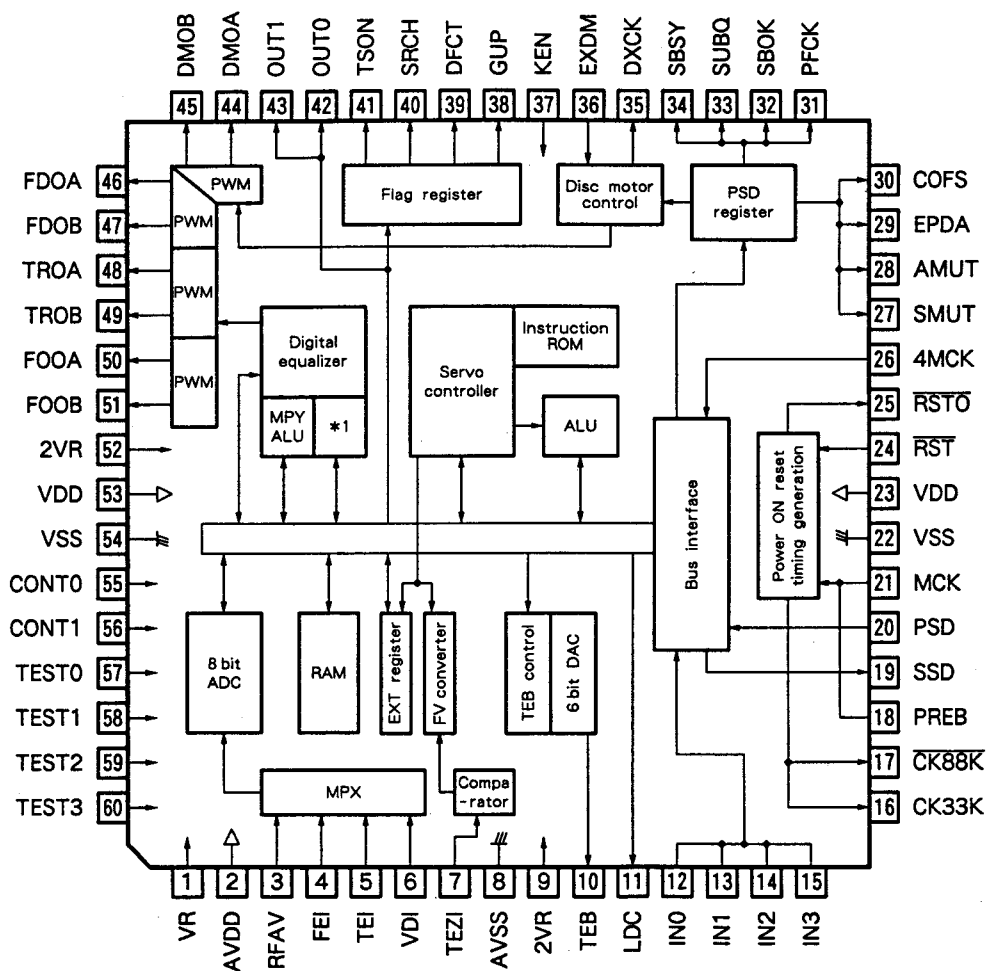 DMOB DMOA OUT1 OUT0 TSON SRCH DFCT GUP KEN EXDM DXCK SBSY SUBQ SBOK PFCK
45 44 43 42 41 40 39 38 37 36 35 34 33 32 31
FDOA 46
FDOB 47
TROA 48
TROB 49
FOOA 50
FOOB 51
2VR 52
VDD 53
VSS 54
CONT0 55
CONT1 56
TEST0 57
TEST1 58
TEST2 59
TEST3 60
PWM
PWM
PWM
PWM
Flag register
Disc motor
control
PSD
register
Digital
equalizer
MPY
ALU
*1
Servo
controller
Instruction
ROM
ALU
Bus interface
Power ON reset
timing generation
8 bit
ADC
RAM
EXT register
FV converter
TEB control
6 bit DAC
MPX
Compa
-rator
30 COFS
29 EPDA
28 AMUT
27 SMUT
26 4MCK
25 RSTO
24 RST
23 VDD
22 VSS
21 MCK
20 PSD
19 SSD
18 PREB
17 CK88K
16 CK33K
1 2 3 4 5 6 7 8 9 10 11 12 13 14 15
VR AVDD RFAV FEI TEI VDI TEZI AVSS 2VR TEB LDC IN0 IN1 IN2 IN3